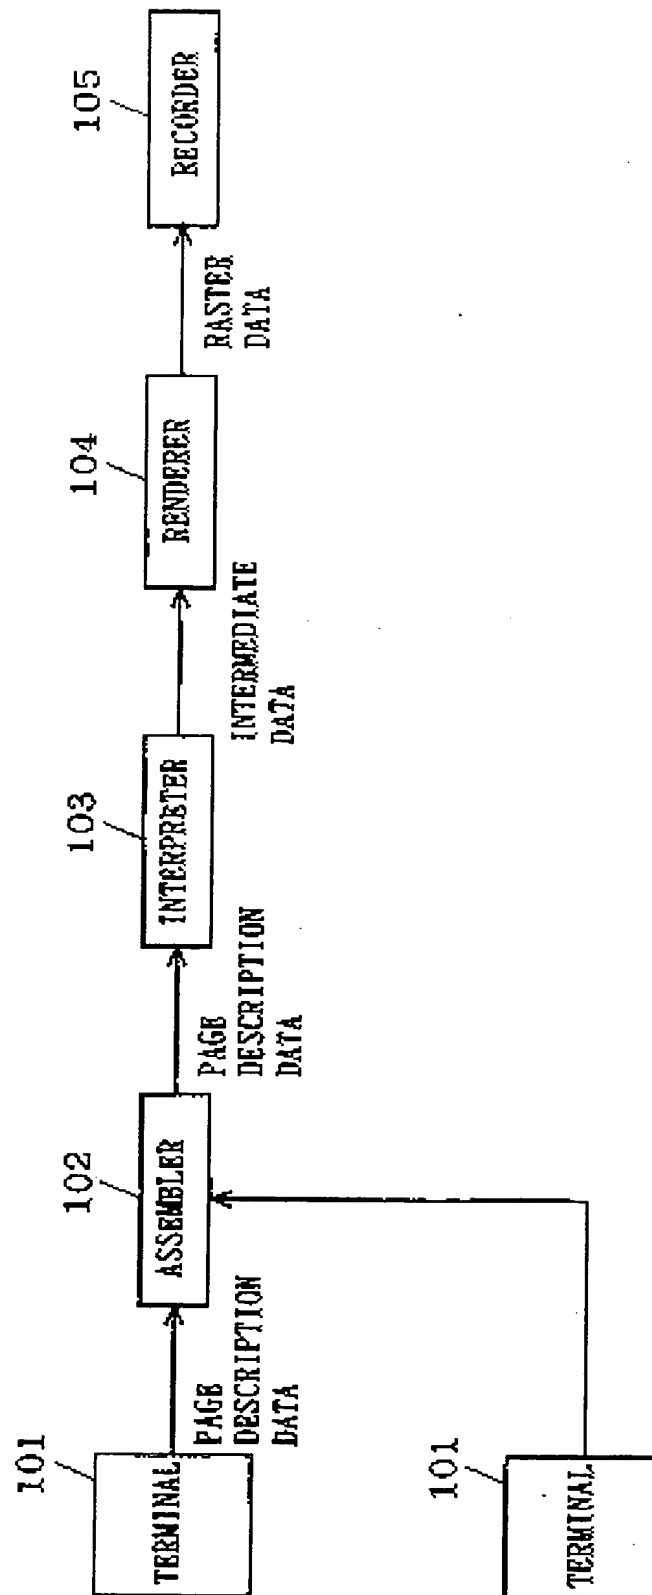 101
TERMINAL
PAGE
DESCRIPTION
DATA
102
ASSEMBLER
PAGE
DESCRIPTION
DATA
103
INTERPRETER
INTERMEDIATE
DATA
104
RENDERER
RASTER
DATA
105
RECORDER
101
TERMINAL